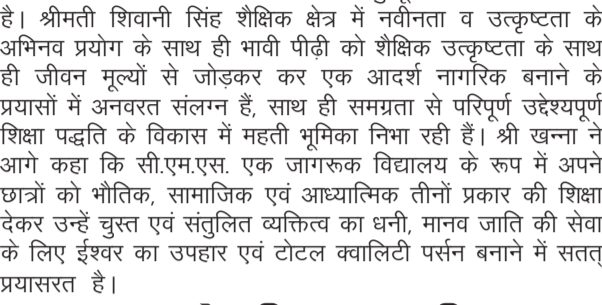 है। श्रीमती शिवानी सिंह शैक्षिक क्षेत्र में नवीनता व उत्कृष्टता के
अभिनव प्रयोग के साथ ही भावी पीढ़ी को शैक्षिक उत्कृष्टता के साथ
ही जीवन मूल्यों से जोड़कर कर एक आदर्श नागरिक बनाने के
प्रयासों में अनवरत संलग्न हैं, साथ ही समग्रता से परिपूर्ण उद्देश्यपूर्ण
शिक्षा पद्धति के विकास में महती भूमिका निभा रही हैं। श्री खन्ना ने
आगे कहा कि सी.एम.एस. एक जागरूक विद्यालय के रूप में अपने
छात्रों को भौतिक, सामाजिक एवं आध्यात्मिक तीनों प्रकार की शिक्षा
देकर उन्हें चुस्त एवं संतुलित व्यक्तित्व का धनी, मानव जाति की सेवा
के लिए ईश्वर का उपहार एवं टोटल क्वालिटी पर्सन बनाने में सतत्
प्रयासरत है।